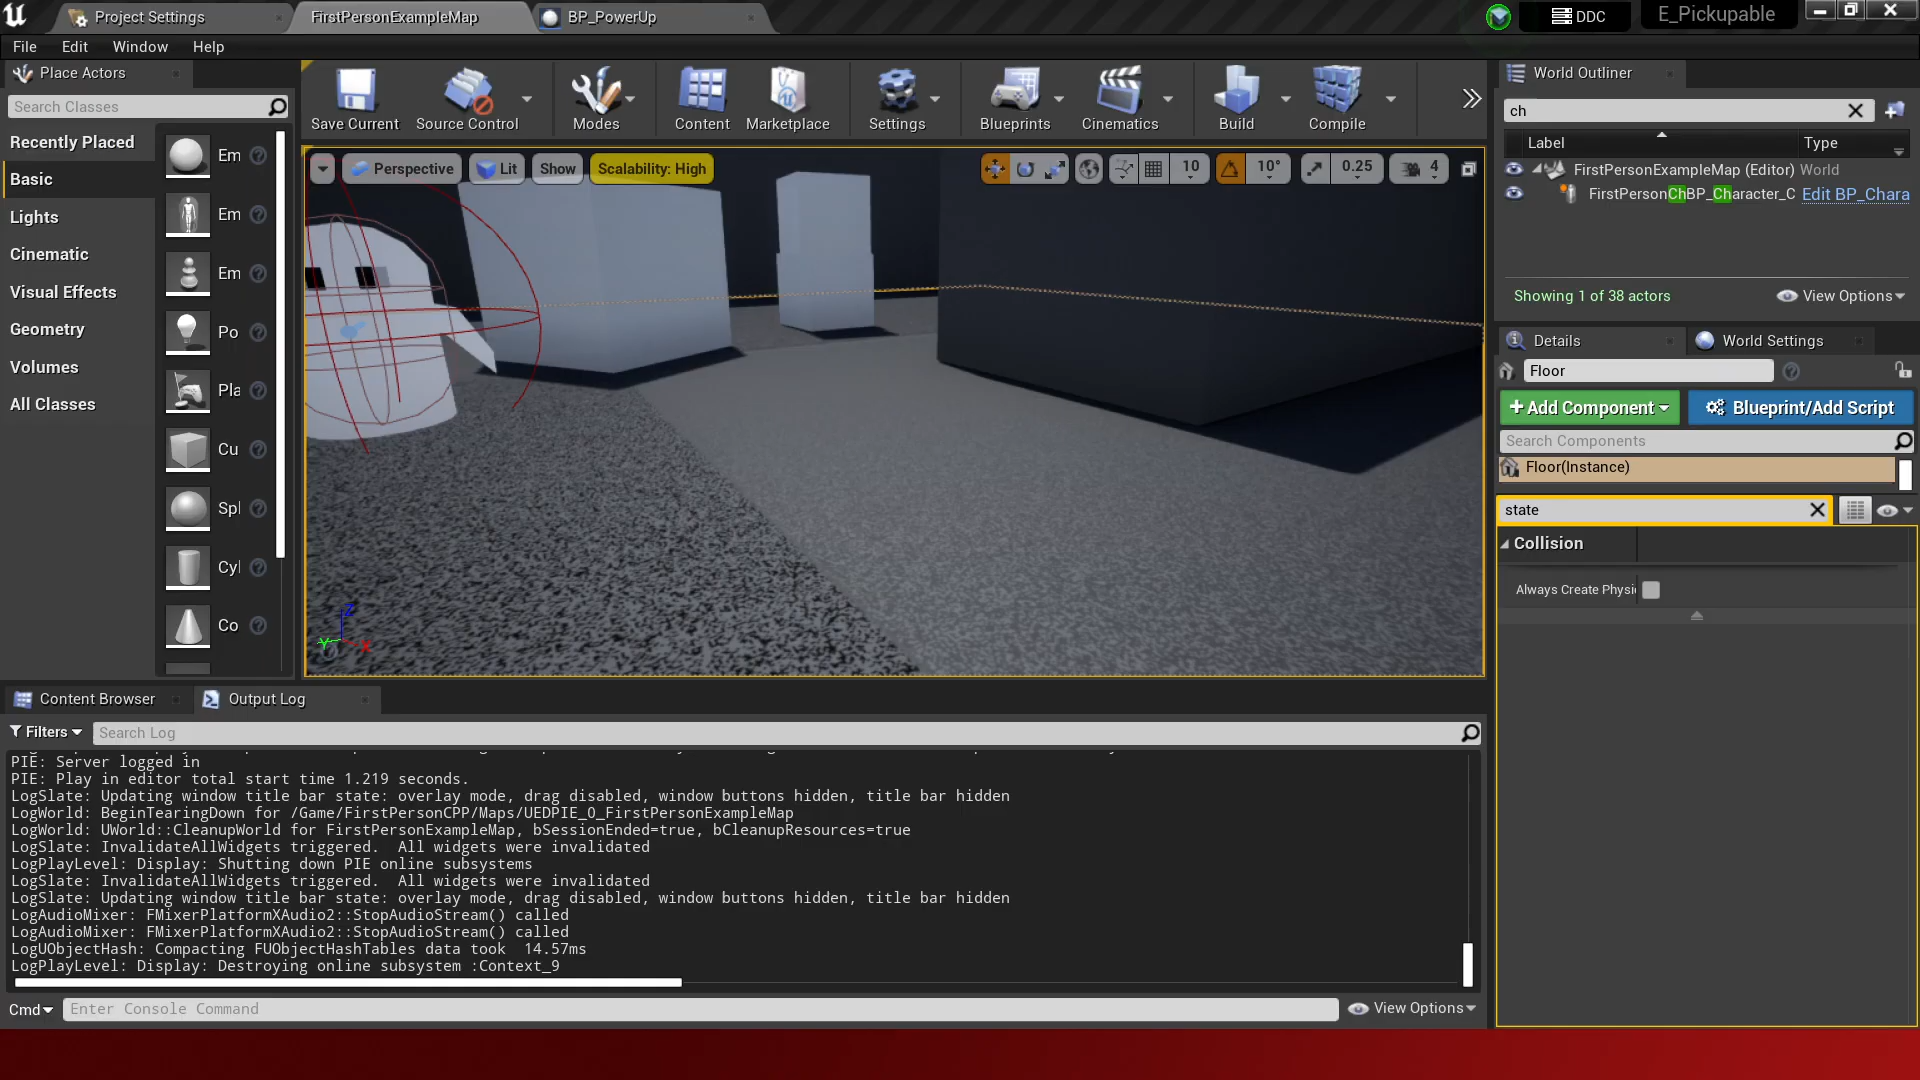 Project Settings
FirstPersonExampleMap
BP_PowerUp
DDC
E_Pickupable
File Edit Window Help
Place Actors
Search Classes
Recently Placed
Basic
Lights
Cinematic
Visual Effects
Geometry
Volumes
All Classes
Em
Em
Em
Po
Pla
Cu
Spl
Cyl
Co
Save Current
Source Control
Modes
Content
Marketplace
Settings
Blueprints
Cinematics
Build
Compile
Perspective
Lit
Show
Scalability: High
10
10°
0.25
4
Z
Y
X
World Outliner
ch
Label
Type
FirstPersonExampleMap (Editor) World
FirstPersonChBP_Character_C Edit BP_Chara
Showing 1 of 38 actors
View Options
Details
World Settings
Floor
+Add Component
Blueprint/Add Script
Search Components
Floor(Instance)
state
Collision
Always Create Physi
Content Browser
Output Log
Filters
Search Log
PIE: Server logged in
PIE: Play in editor total start time 1.219 seconds.
LogSlate: Updating window title bar state: overlay mode, drag disabled, window buttons hidden, title bar hidden
LogWorld: BeginTearingDown for /Game/FirstPersonCPP/Maps/UEDPIE_0_FirstPersonExampleMap
LogWorld: UWorld::CleanupWorld for FirstPersonExampleMap, bSessionEnded=true, bCleanupResources=true
LogSlate: InvalidateAllWidgets triggered.  All widgets were invalidated
LogPlayLevel: Display: Shutting down PIE online subsystems
LogSlate: InvalidateAllWidgets triggered.  All widgets were invalidated
LogSlate: Updating window title bar state: overlay mode, drag disabled, window buttons hidden, title bar hidden
LogAudioMixer: FMixerPlatformXAudio2::StopAudioStream() called
LogAudioMixer: FMixerPlatformXAudio2::StopAudioStream() called
LogUObjectHash: Compacting FUObjectHashTables data took  14.57ms
LogPlayLevel: Display: Destroying online subsystem :Context_9
Cmd
Enter Console Command
View Options